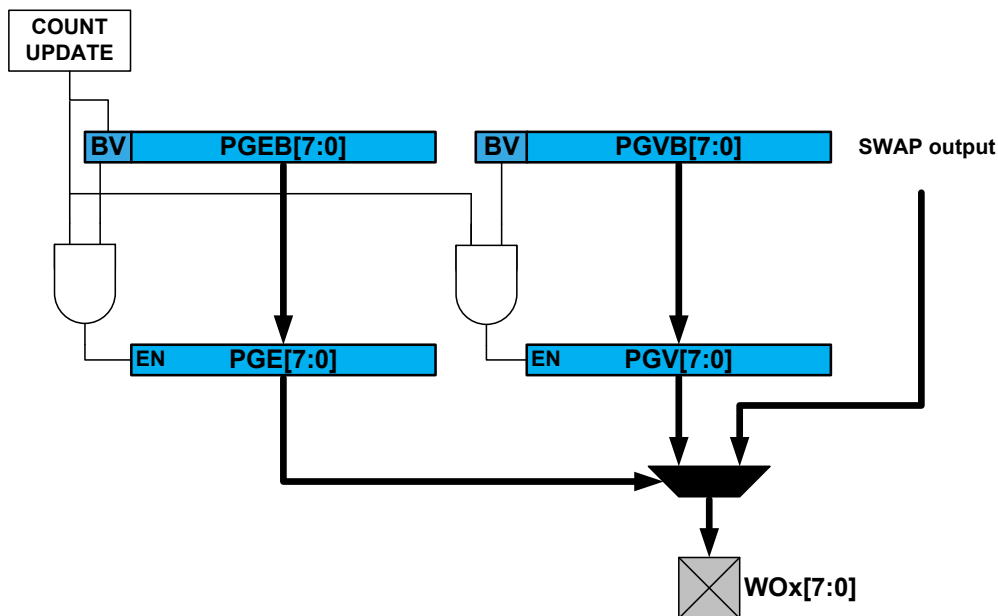 COUNT
UPDATE
BV PGEB[7:0]
BV PGVB[7:0]
SWAP output
EN PGE[7:0]
EN PGV[7:0]
WOx[7:0]